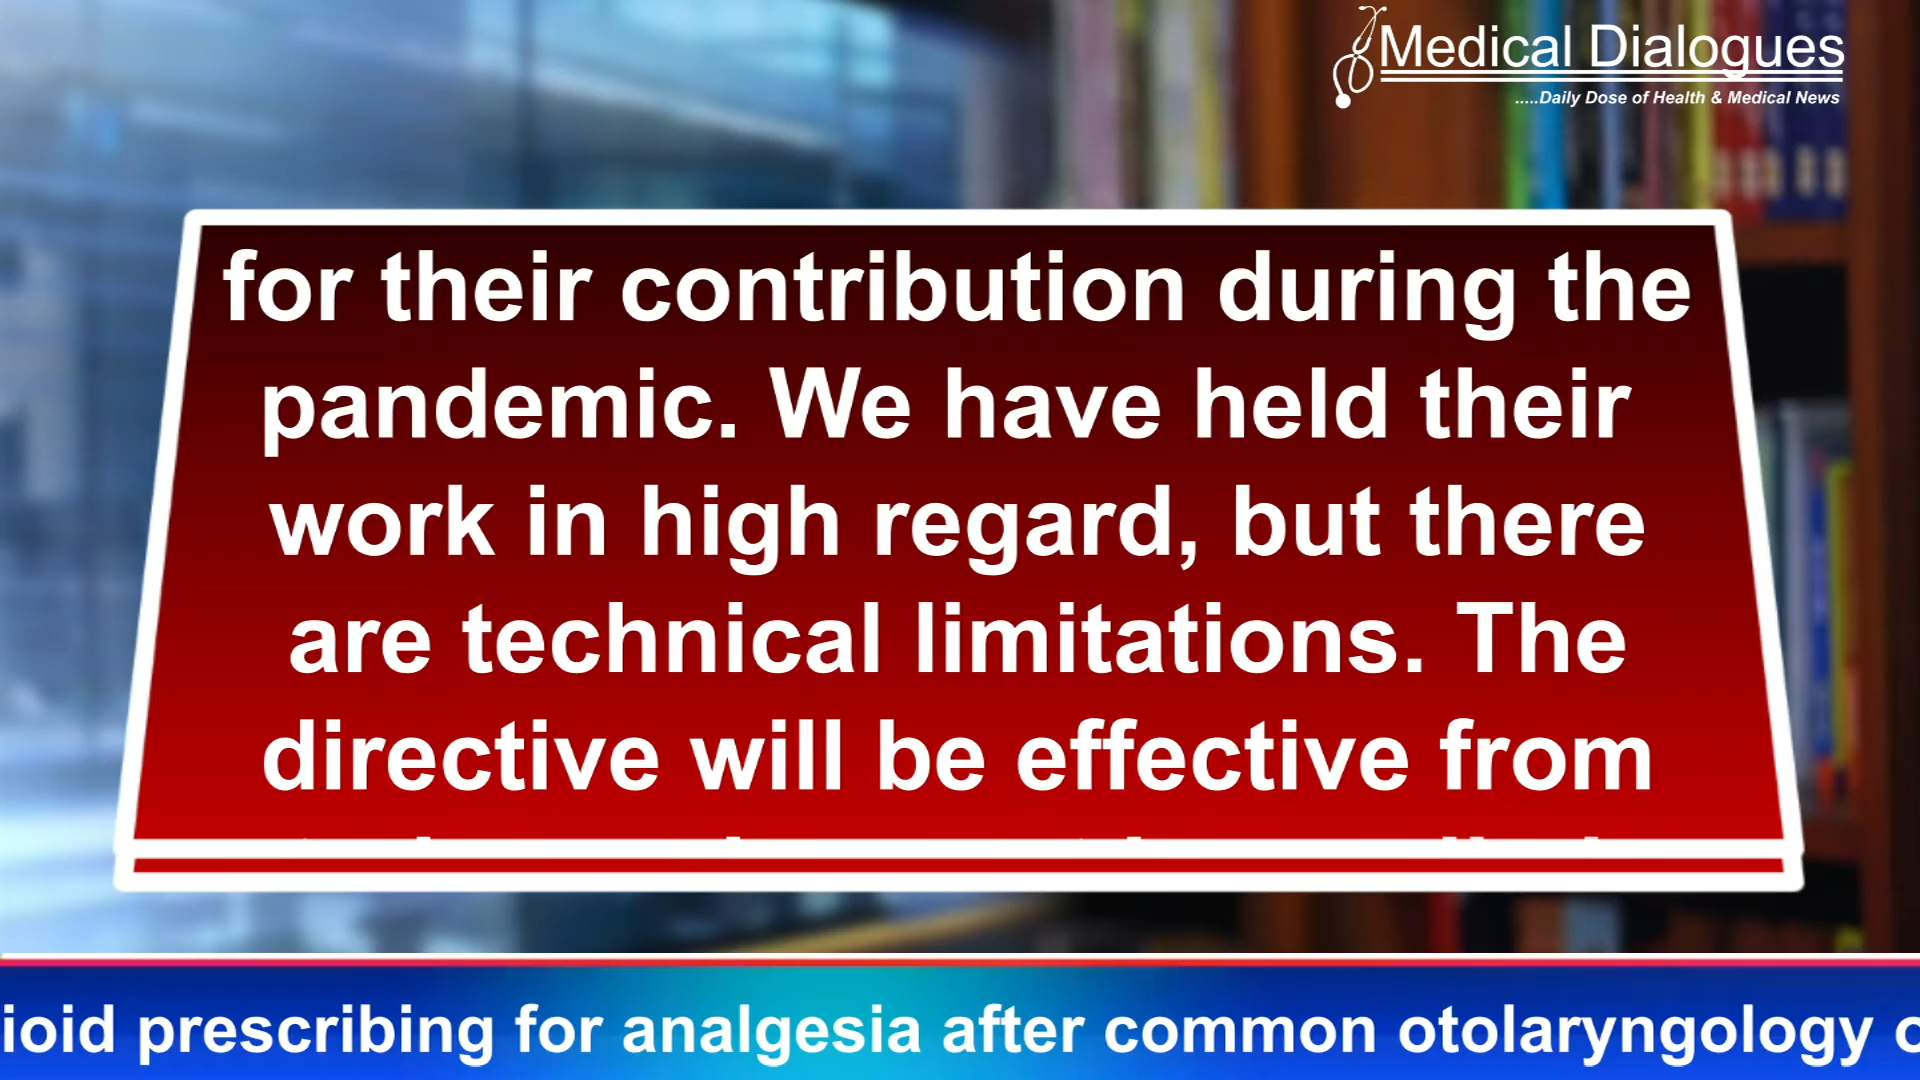 Medical Dialogues
.....Daily Dose of Health & Medical News
for their contribution during the
pandemic. We have held their
work in high regard, but there
are technical limitations. The
directive will be effective from
prescribing for analgesia after common otolaryngology